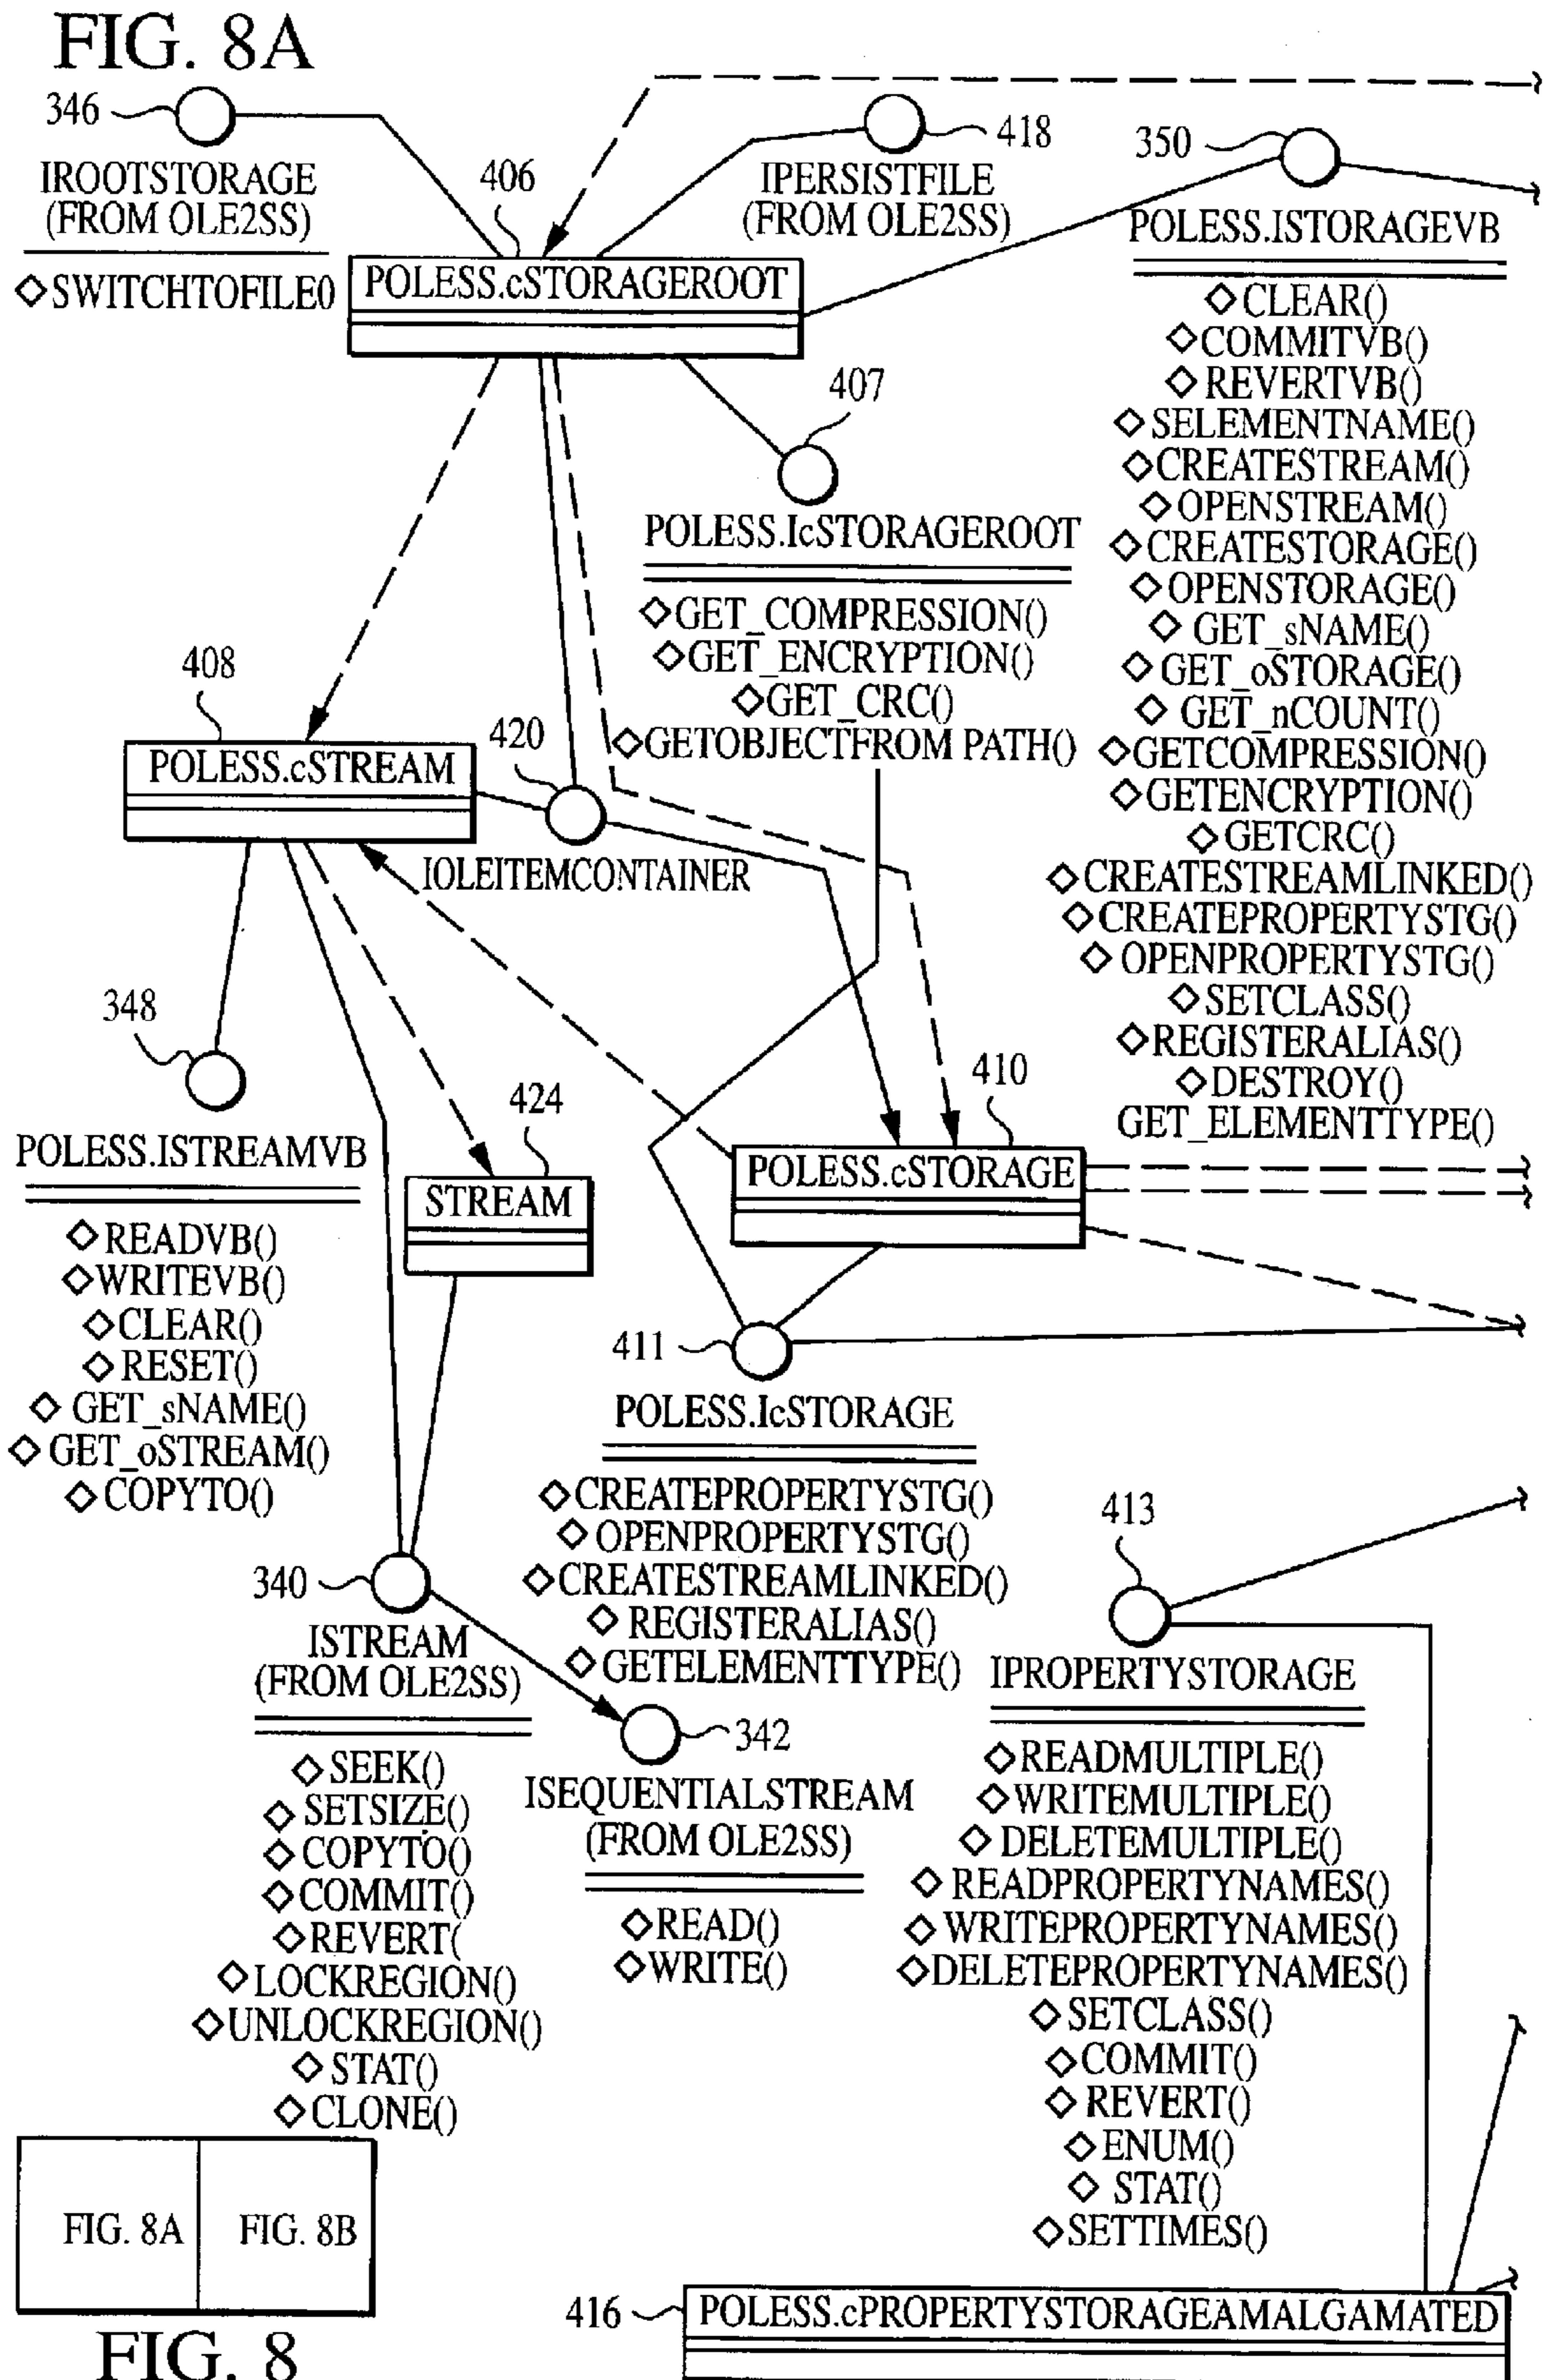 FIG. 8A
346
IROOTSTORAGE
(FROM OLE2SS)
◇SWITCHTOFILE()
406
POLESS.cSTORAGEROOT
418
IPERSISTFILE
(FROM OLE2SS)
350
POLESS.ISTORAGEVB
◇CLEAR()
◇COMMITVB()
◇REVERTVB()
◇SELEMENTNAME()
◇CREATESTREAM()
◇OPENSTREAM()
◇CREATESTORAGE()
◇OPENSTORAGE()
◇GET_sNAME()
◇GET_oSTORAGE()
◇GET_nCOUNT()
◇GETCOMPRESSION()
◇GETENCRYPTION()
◇GETCRC()
◇CREATESTREAMLINKED()
◇CREATEPROPERTYSTG()
◇OPENPROPERTYSTG()
◇SETCLASS()
◇REGISTERALIAS()
◇DESTROY()
GET_ELEMENTTYPE()
407
POLESS.IcSTORAGEROOT
◇GET_COMPRESSION()
◇GET_ENCRYPTION()
◇GET_CRC()
◇GETOBJECTFROM PATH()
408
POLESS.cSTREAM
420
IOLEITEMCONTAINER
348
POLESS.ISTREAMVB
◇READVB()
◇WRITEVB()
◇CLEAR()
◇RESET()
◇GET_sNAME()
◇GET_oSTREAM()
◇COPYTO()
424
STREAM
410
POLESS.cSTORAGE
411
POLESS.IcSTORAGE
◇CREATEPROPERTYSTG()
◇OPENPROPERTYSTG()
◇CREATESTREAMLINKED()
◇REGISTERALIAS()
◇GETELEMENTTYPE()
340
ISTREAM
(FROM OLE2SS)
◇SEEK()
◇SETSIZE()
◇COPYTO()
◇COMMIT()
◇REVERT(
◇LOCKREGION()
◇UNLOCKREGION()
◇STAT()
◇CLONE()
342
ISEQUENTIALSTREAM
(FROM OLE2SS)
◇READ()
◇WRITE()
413
IPROPERTYSTORAGE
◇READMULTIPLE()
◇WRITEMULTIPLE()
◇DELETEMULTIPLE()
◇READPROPERTYNAMES()
◇WRITEPROPERTYNAMES()
◇DELETEPROPERTYNAMES()
◇SETCLASS()
◇COMMIT()
◇REVERT()
◇ENUM()
◇STAT()
◇SETTIMES()
416
POLESS.cPROPERTYSTORAGEAMALGAMATED
FIG. 8A
FIG. 8B
FIG. 8